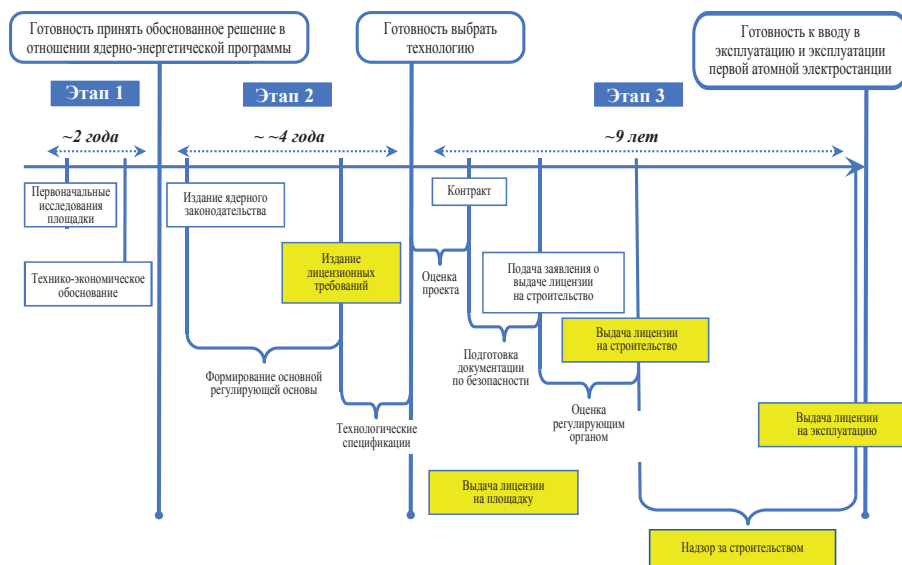 Готовность принять обоснованное решение в
отношении ядерно-энергетической программы
Готовность выбрать
технологию
Готовность к вводу в
эксплуатацию и эксплуатации
первой атомной электростанции
Этап 1
Этап 2
Этап 3
~2 года
~ ~4 года
~9 лет
Первоначальные
исследования
площадки
Издание ядерного
законодательства
Контракт
Технико-экономическое
обоснование
Издание
лицензионных
требований
Оценка
проекта
Подача заявления о
выдаче лицензии
на строительство
Выдача лицензии
на строительство
Формирование основной
регулирующей основы
Подготовка
документации
по безопасности
Технологические
спецификации
Оценка
регулирующим
органом
Выдача лицензии
на эксплуатацию
Выдача лицензии
на площадку
Надзор за строительством